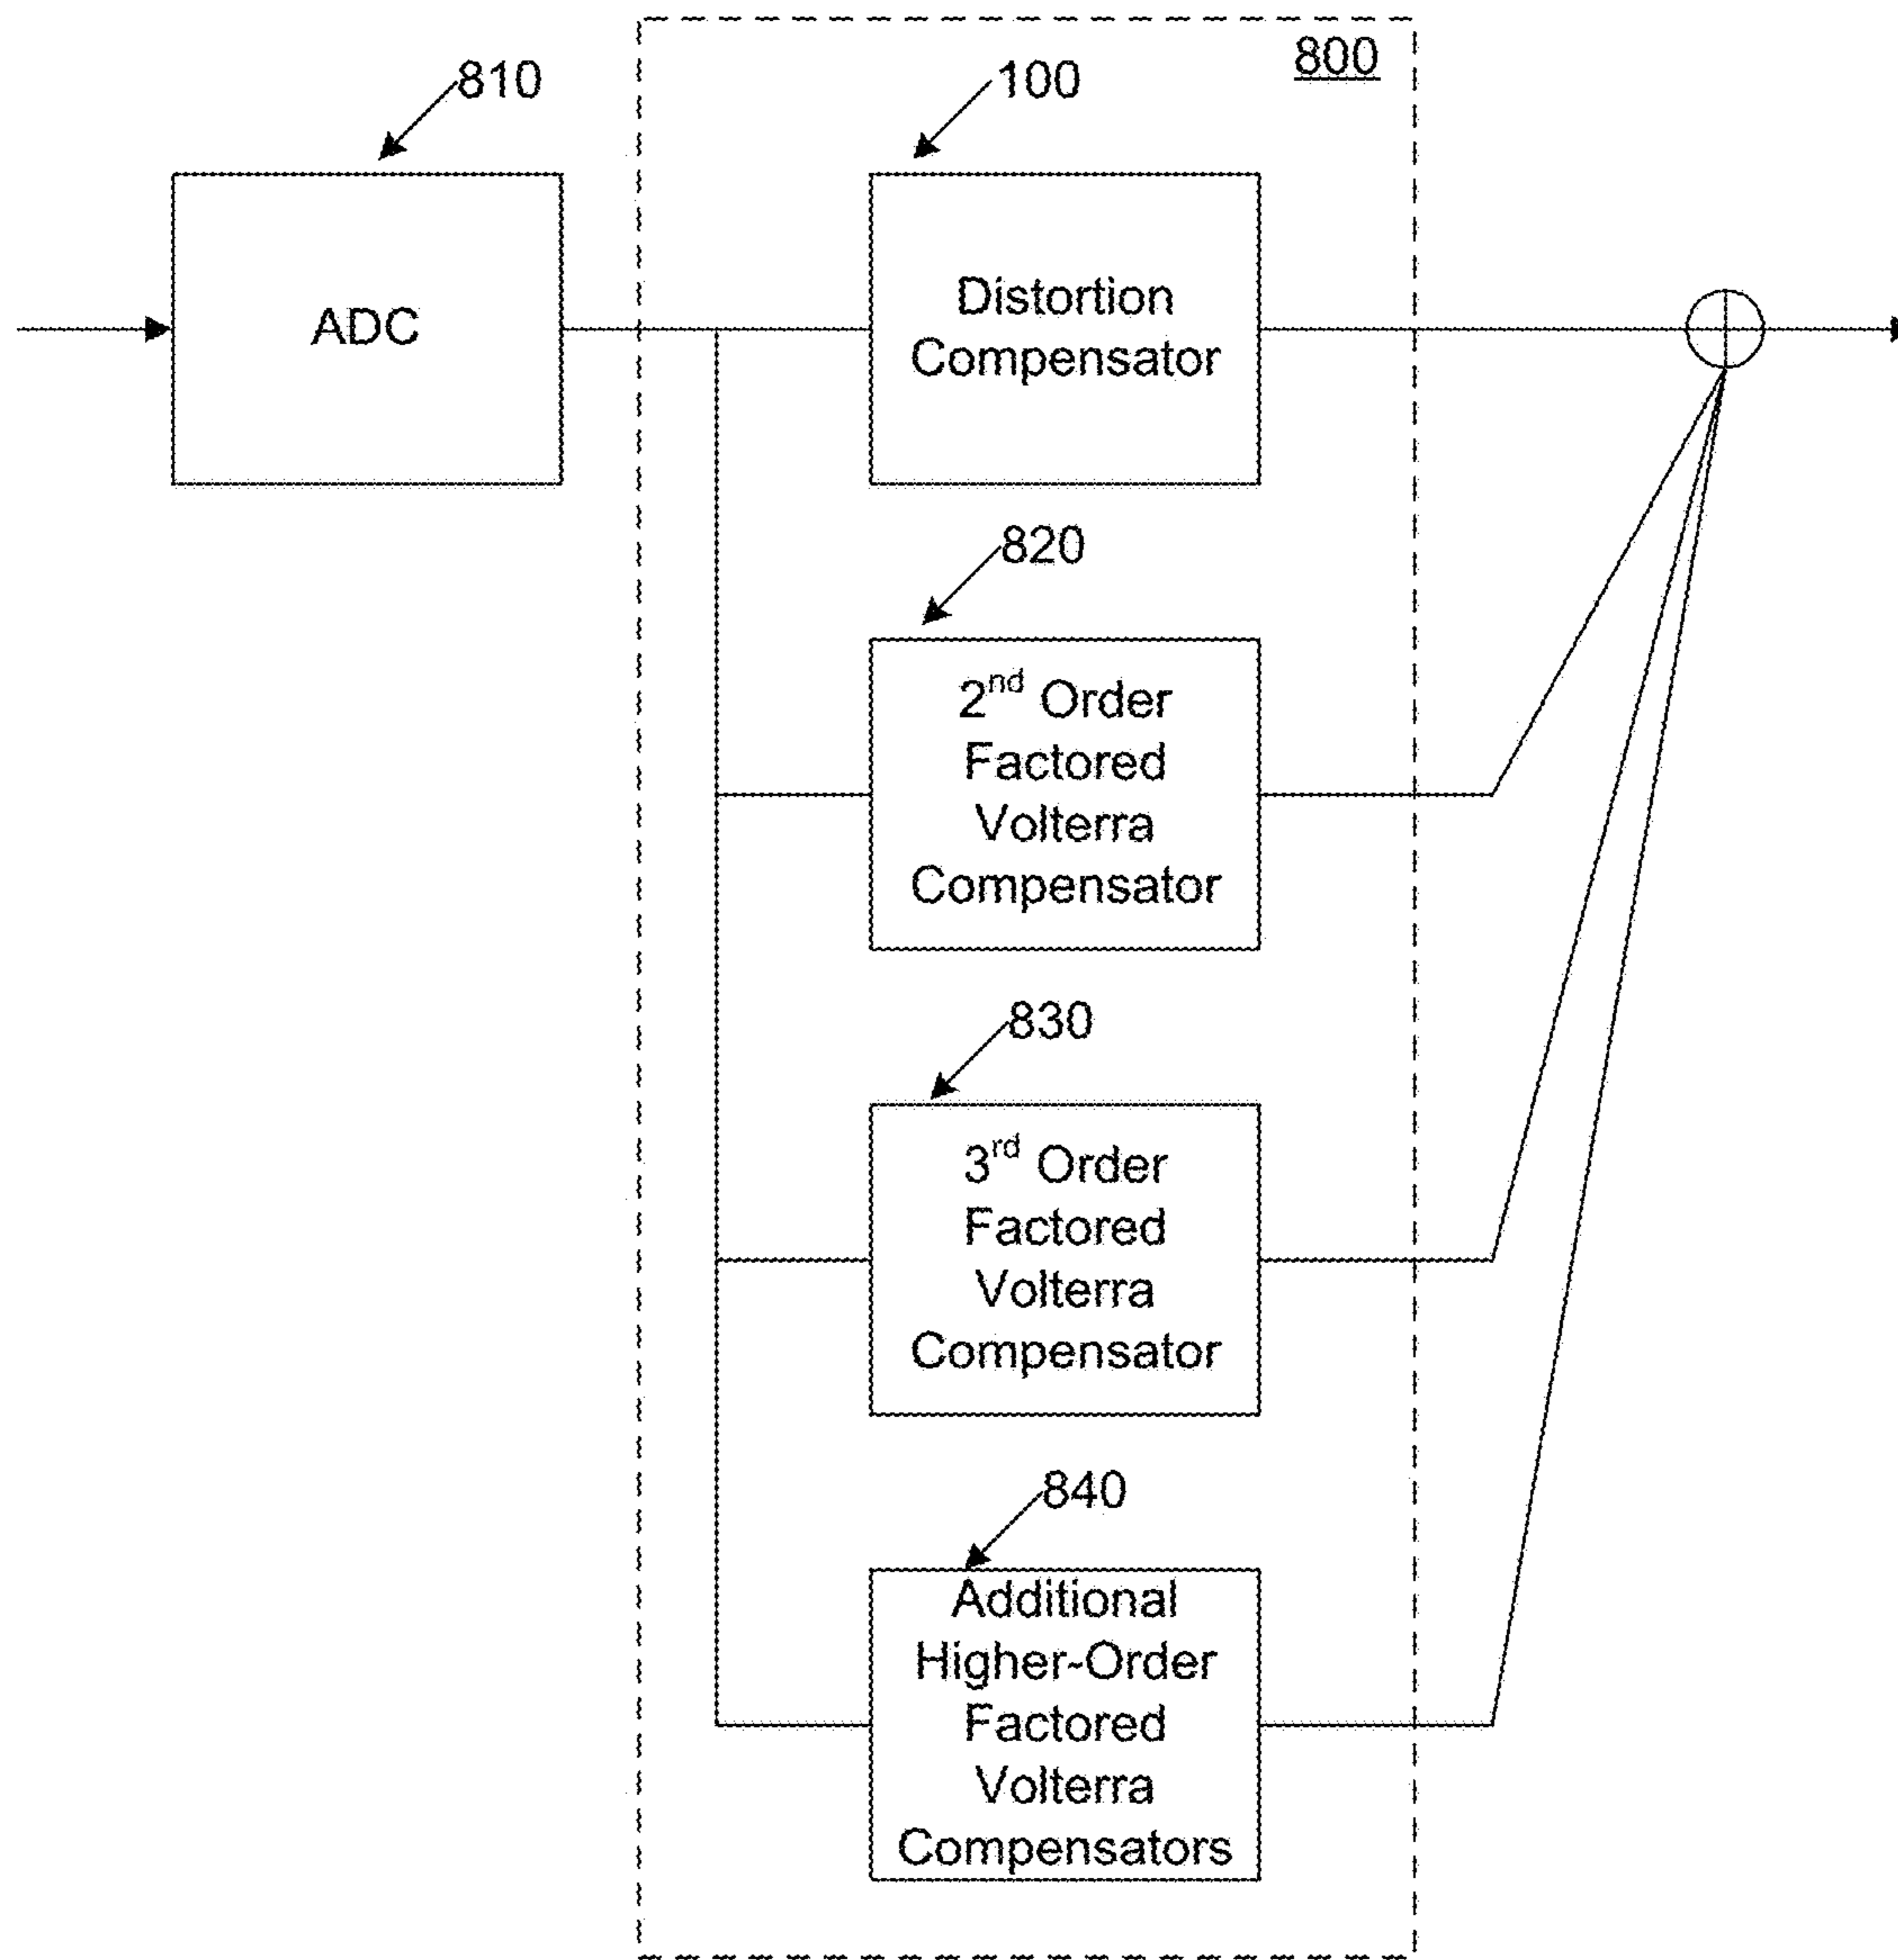 800
810
100
ADC
Distortion
Compensator
820
2nd Order
Factored
Volterra
Compensator
830
3rd Order
Factored
Volterra
Compensator
840
Additional
Higher-Order
Factored
Volterra
Compensators